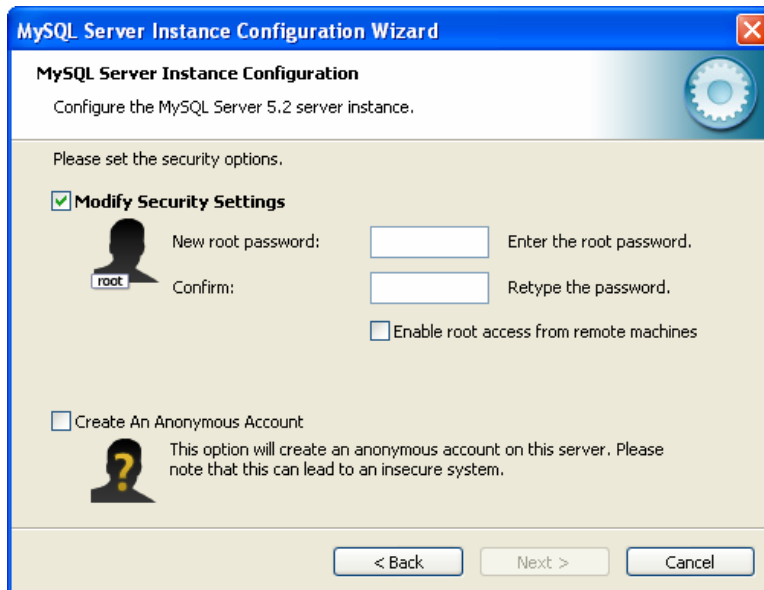 MySQL Server Instance Configuration Wizard
MySQL Server Instance Configuration
Configure the MySQL Server 5.2 server instance.
Please set the security options.
Modify Security Settings
New root password:
Enter the root password.
root
Confirm:
Retype the password.
Enable root access from remote machines
Create An Anonymous Account
This option will create an anonymous account on this server. Please
note that this can lead to an insecure system.
?
< Back
Next >
Cancel